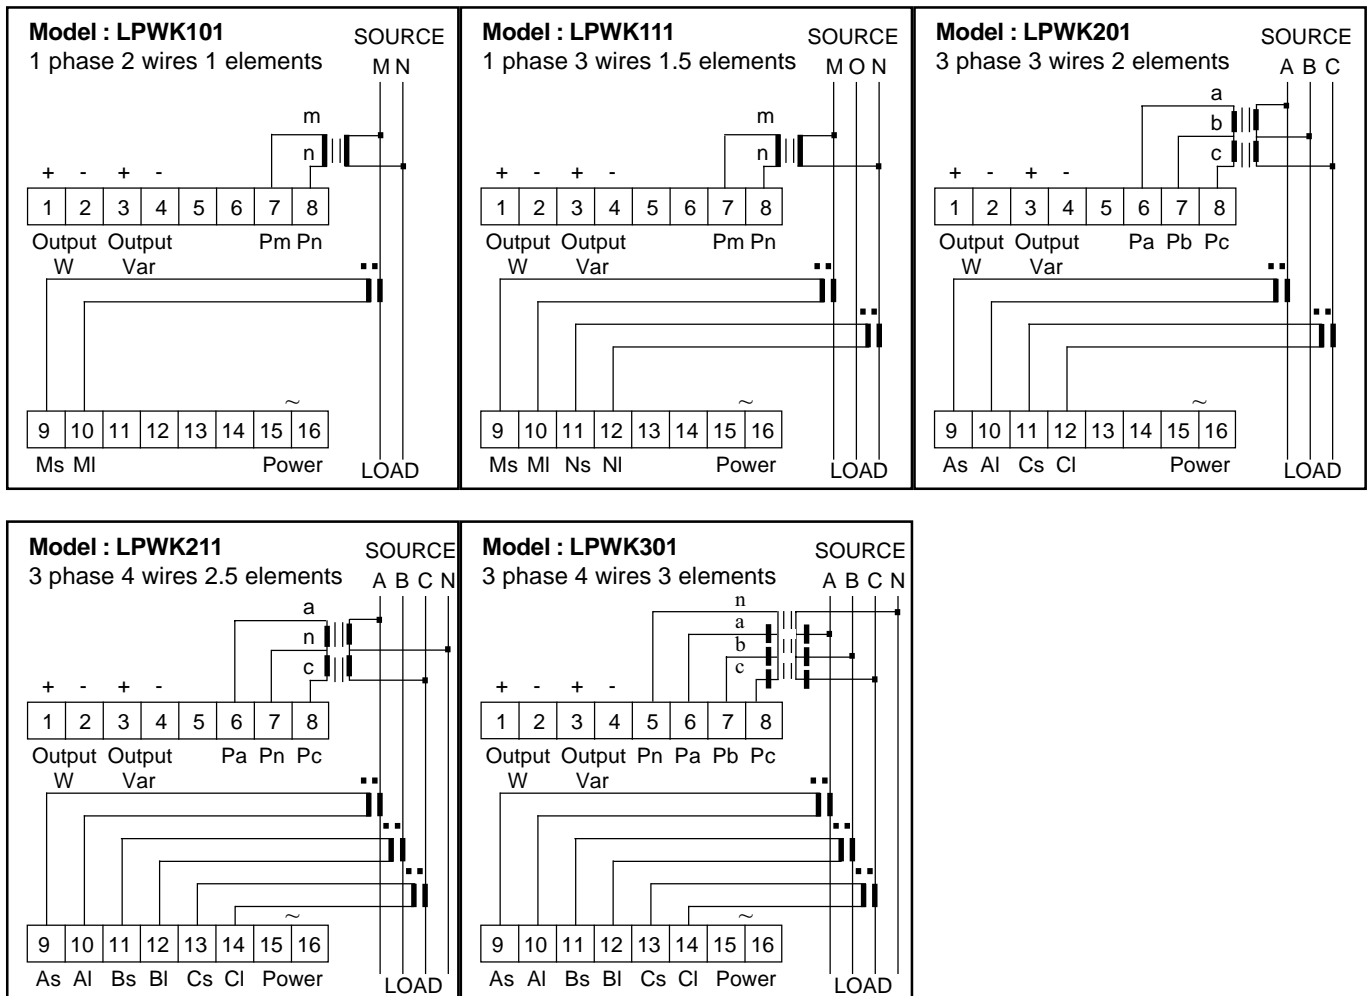 Model : LPWK101
SOURCE
1 phase 2 wires 1 elements
M N
m
n
+ - + -
1 2 3 4 5 6 7 8
Output Output Pm Pn
W Var
~
9 10 11 12 13 14 15 16
Ms Ml Power
LOAD
Model : LPWK111
SOURCE
1 phase 3 wires 1.5 elements
M O N
m
n
+ - + -
1 2 3 4 5 6 7 8
Output Output Pm Pn
W Var
~
9 10 11 12 13 14 15 16
Ms Ml Ns Nl Power
LOAD
Model : LPWK201
SOURCE
3 phase 3 wires 2 elements
A B C
a
b
c
+ - + -
1 2 3 4 5 6 7 8
Output Output Pa Pb Pc
W Var
~
9 10 11 12 13 14 15 16
As Al Cs Cl Power
LOAD
Model : LPWK211
SOURCE
3 phase 4 wires 2.5 elements
A B C N
a
n
c
+ - + -
1 2 3 4 5 6 7 8
Output Output Pa Pn Pc
W Var
~
9 10 11 12 13 14 15 16
As Al Bs Bl Cs Cl Power
LOAD
Model : LPWK301
SOURCE
3 phase 4 wires 3 elements
A B C N
n
a
b
c
+ - + -
1 2 3 4 5 6 7 8
Output Output Pn Pa Pb Pc
W Var
~
9 10 11 12 13 14 15 16
As Al Bs Bl Cs Cl Power
LOAD